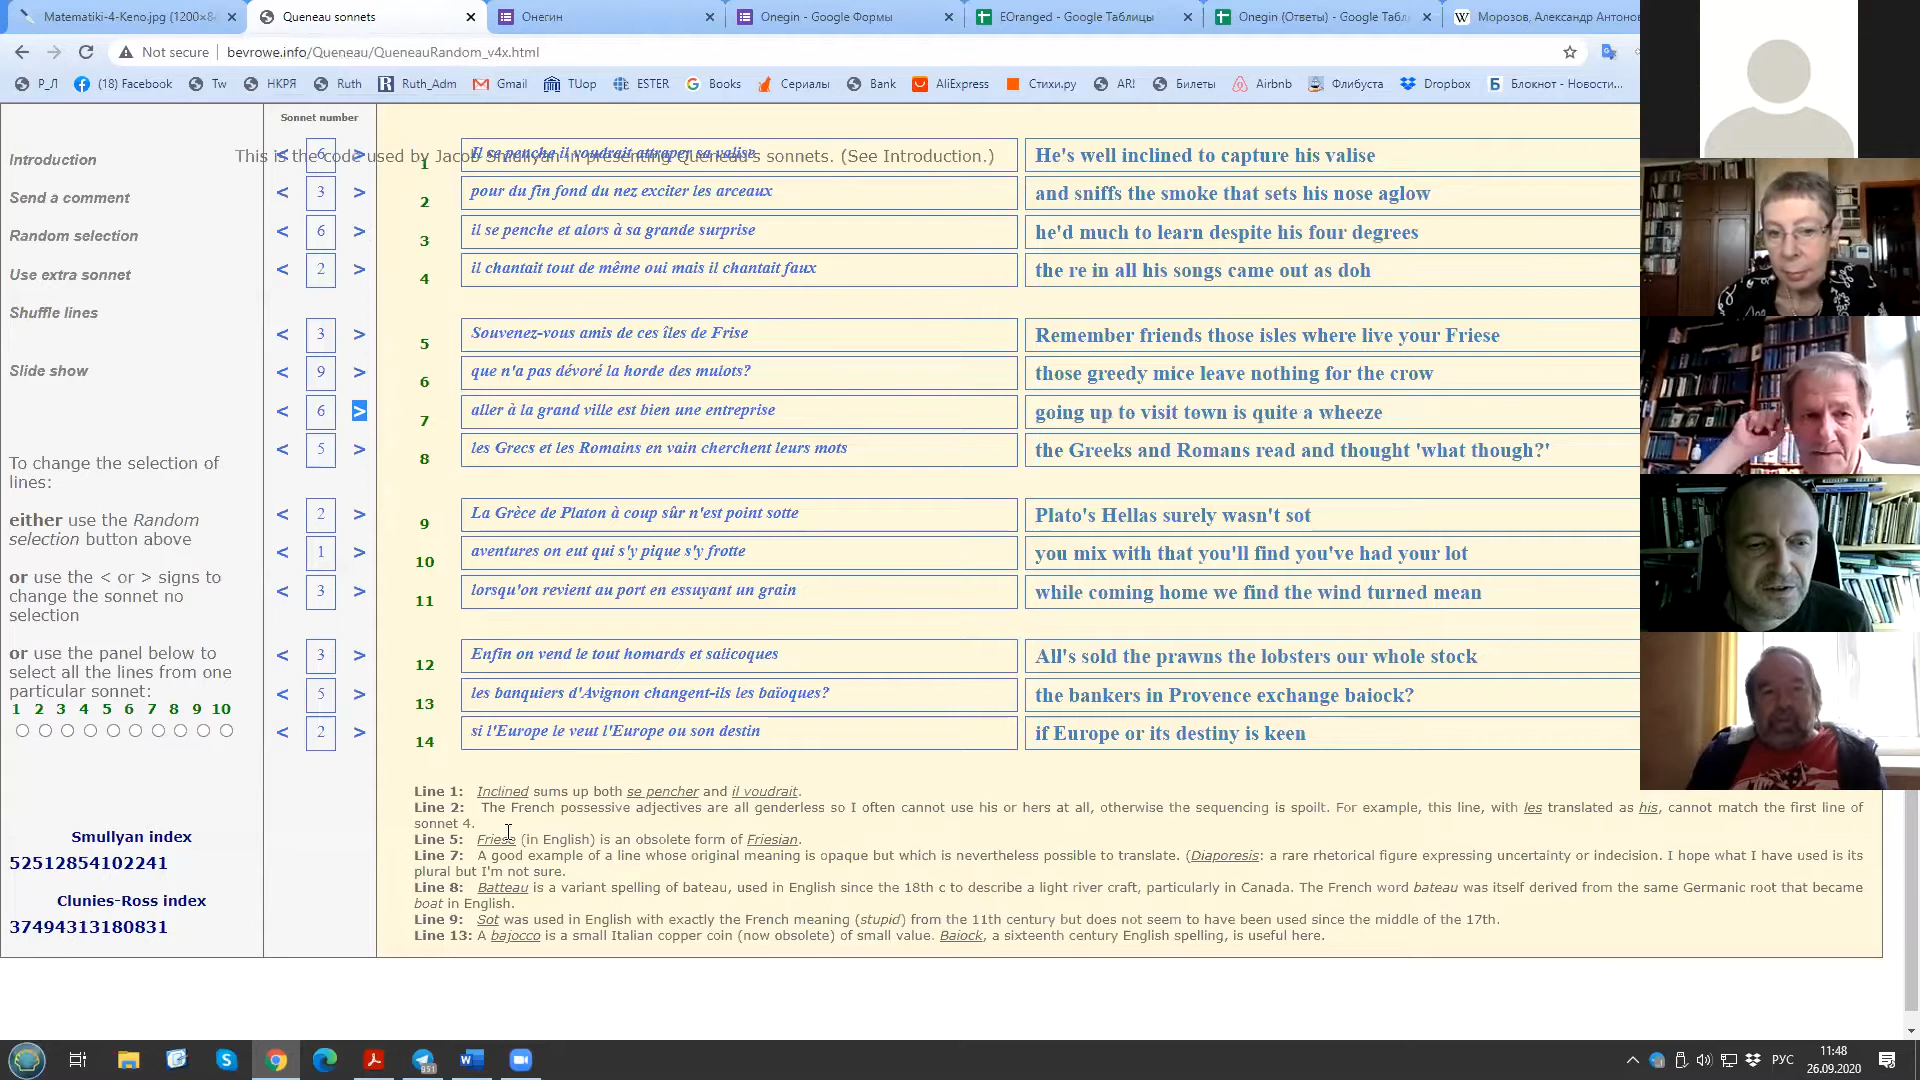 Matematiki-4-Keno.jpg (1200×8
Queneau sonnets
Онегин
Onegin - Google Формы
EOranged - Google Таблицы
Onegin (Ответы) - Google Табл
Морозов, Александр Антонов
Not secure
bevrowe.info/Queneau/QueneauRandom_v4x.html
Р_Л
(18) Facebook
Tw
НКРЯ
Ruth
Ruth_Adm
Gmail
TUop
ESTER
Books
Сериалы
Bank
AliExpress
Стихи.ру
ARI
Билеты
Airbnb
Флибуста
Dropbox
Блокнот - Новости...
Sonnet number
This is the code used by Jacob Smullyan in presenting Queneau's sonnets. (See Introduction.)
Introduction
Send a comment
Random selection
Use extra sonnet
Shuffle lines
Slide show
To change the selection of
lines:
either use the Random
selection button above
or use the < or > signs to
change the sonnet no
selection
or use the panel below to
select all the lines from one
particular sonnet:
1 2 3 4 5 6 7 8 9 10
Smullyan index
52512854102241
Clunies-Ross index
37494313180831
< 6 > 1 Il se penche il voudrait attraper sa valise He's well inclined to capture his valise
< 3 > 2 pour du fin fond du nez exciter les arceaux and sniffs the smoke that sets his nose aglow
< 6 > 3 il se penche et alors à sa grande surprise he'd much to learn despite his four degrees
< 2 > 4 il chantait tout de même oui mais il chantait faux the re in all his songs came out as doh
< 3 > 5 Souvenez-vous amis de ces îles de Frise Remember friends those isles where live your Friese
< 9 > 6 que n'a pas dévoré la horde des mulots? those greedy mice leave nothing for the crow
< 6 > 7 aller à la grand ville est bien une entreprise going up to visit town is quite a wheeze
< 5 > 8 les Grecs et les Romains en vain cherchent leurs mots the Greeks and Romans read and thought 'what though?'
< 2 > 9 La Grèce de Platon à coup sûr n'est point sotte Plato's Hellas surely wasn't sot
< 1 > 10 aventures on eut qui s'y pique s'y frotte you mix with that you'll find you've had your lot
< 3 > 11 lorsqu'on revient au port en essuyant un grain while coming home we find the wind turned mean
< 3 > 12 Enfin on vend le tout homards et salicoques All's sold the prawns the lobsters our whole stock
< 5 > 13 les banquiers d'Avignon changent-ils les baïoques? the bankers in Provence exchange baiock?
< 2 > 14 si l'Europe le veut l'Europe ou son destin if Europe or its destiny is keen
Line 1: Inclined sums up both se pencher and il voudrait.
Line 2: The French possessive adjectives are all genderless so I often cannot use his or hers at all, otherwise the sequencing is spoilt. For example, this line, with les translated as his, cannot match the first line of
sonnet 4.
Line 5: Friese (in English) is an obsolete form of Friesian.
Line 7: A good example of a line whose original meaning is opaque but which is nevertheless possible to translate. (Diaporesis: a rare rhetorical figure expressing uncertainty or indecision. I hope what I have used is its
plural but I'm not sure.
Line 8: Batteau is a variant spelling of bateau, used in English since the 18th c to describe a light river craft, particularly in Canada. The French word bateau was itself derived from the same Germanic root that became
boat in English.
Line 9: Sot was used in English with exactly the French meaning (stupid) from the 11th century but does not seem to have been used since the middle of the 17th.
Line 13: A bajocco is a small Italian copper coin (now obsolete) of small value. Baiock, a sixteenth century English spelling, is useful here.
951
РУС
11:48
26.09.2020